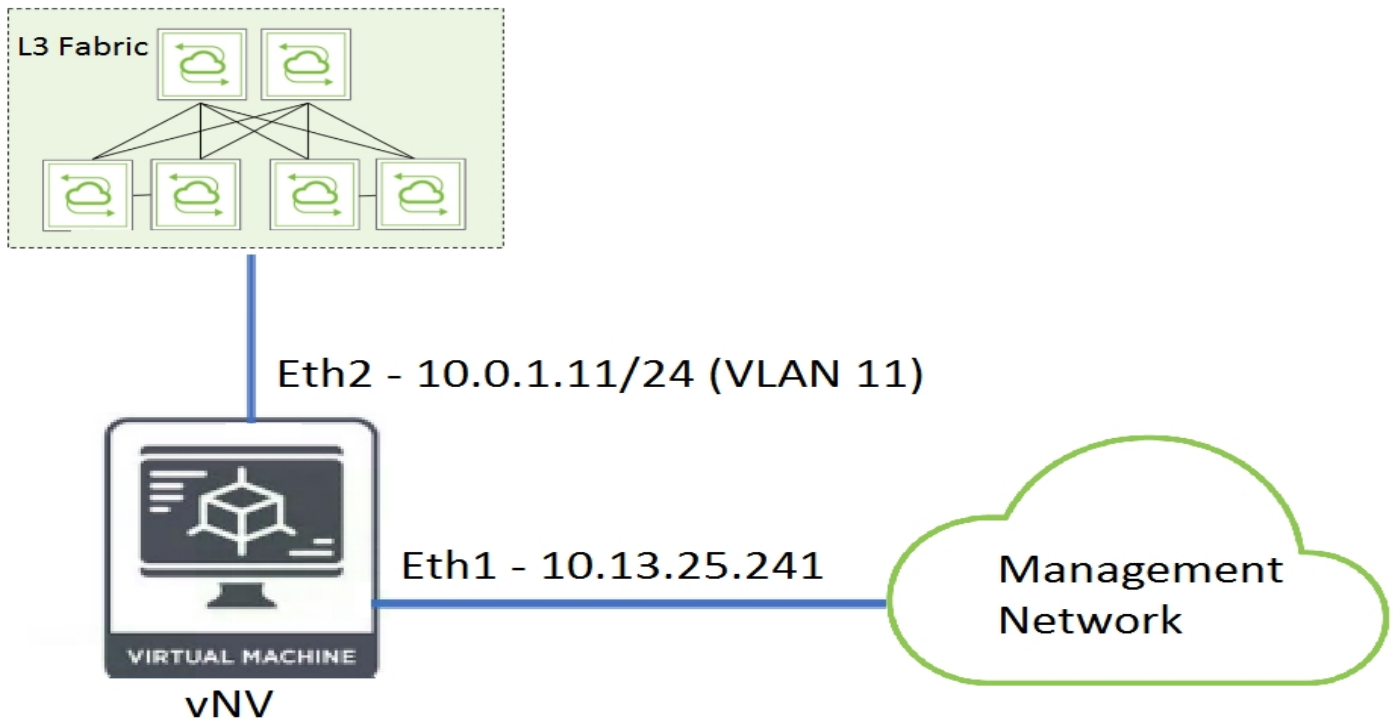 L3 Fabric
Eth2 - 10.0.1.11/24 (VLAN 11)
Eth1 - 10.13.25.241
Management
Network
VIRTUAL MACHINE
vNV